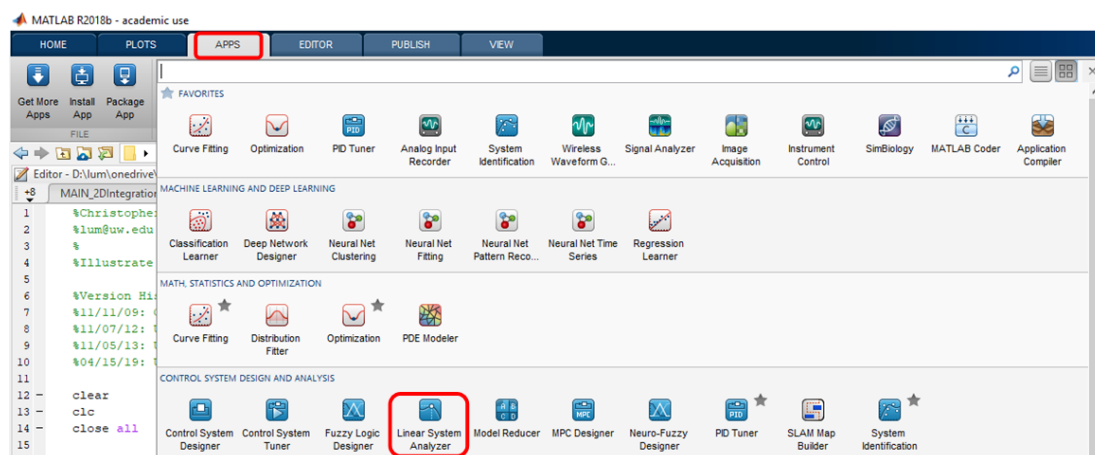 MATLAB R2018b - academic use
HOME PLOTS APPS EDITOR PUBLISH VIEW
Get More Apps
Install App
Package App
FILE
FAVORITES
Curve Fitting
Optimization
PID Tuner
Analog Input Recorder
System Identification
Wireless Waveform G...
Signal Analyzer
Image Acquisition
Instrument Control
SimBiology
MATLAB Coder
Application Compiler
Editor - D:\lum\onedrive\
+8 MAIN_2DIntegration
MACHINE LEARNING AND DEEP LEARNING
Classification Learner
Deep Network Designer
Neural Net Clustering
Neural Net Fitting
Neural Net Pattern Reco...
Neural Net Time Series
Regression Learner
MATH, STATISTICS AND OPTIMIZATION
Curve Fitting
Distribution Fitter
Optimization
PDE Modeler
CONTROL SYSTEM DESIGN AND ANALYSIS
Control System Designer
Control System Tuner
Fuzzy Logic Designer
Linear System Analyzer
Model Reducer
MPC Designer
Neuro-Fuzzy Designer
PID Tuner
SLAM Map Builder
System Identification
1 %Christophe
2 %lum@uw.edu
3 %
4 %Illustrate
5
6 %Version Hi
7 %11/11/09:
8 %11/07/12:
9 %11/05/13:
10 %04/15/19:
11
12 - clear
13 - clc
14 - close all
15